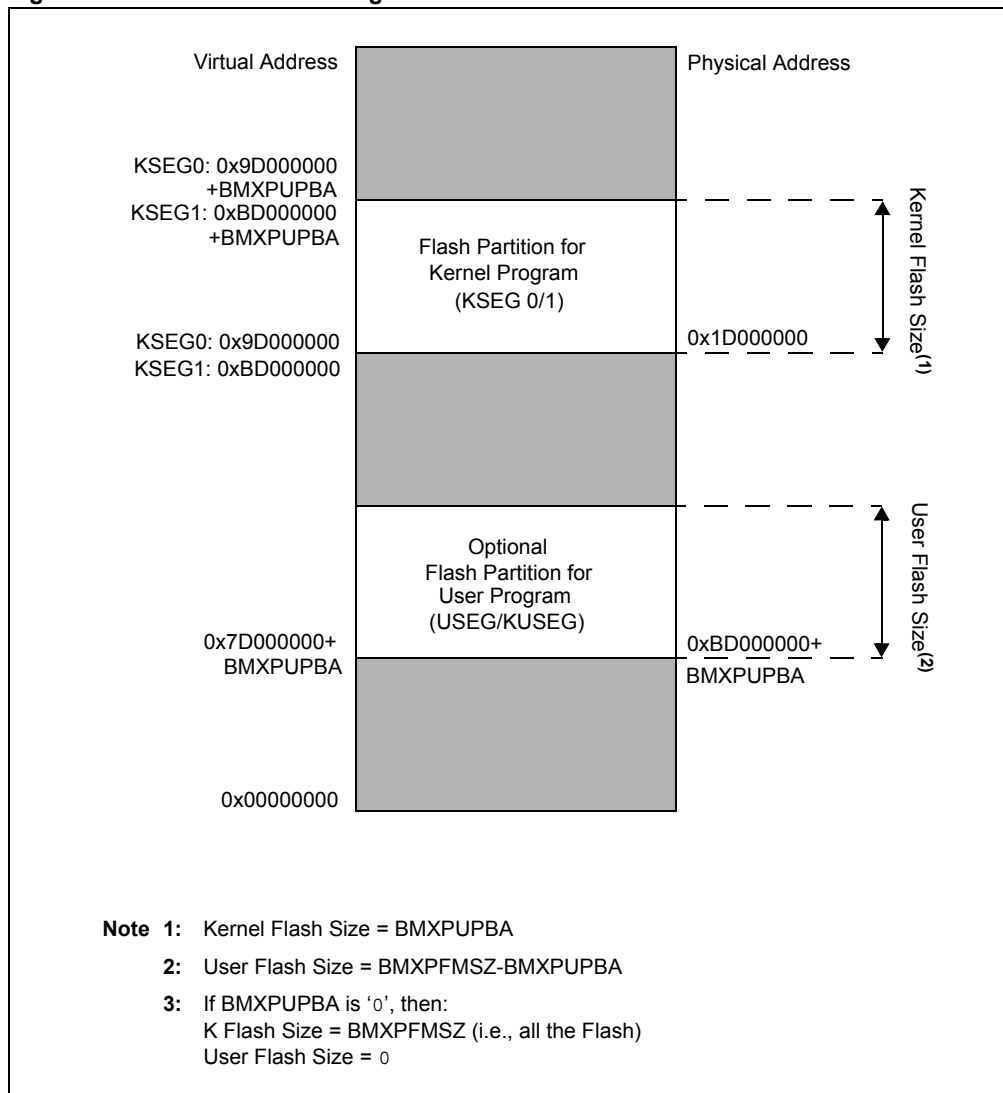 Virtual Address
Physical Address
KSEG0: 0x9D000000
+BMXPUPBA
KSEG1: 0xBD000000
+BMXPUPBA
Flash Partition for
Kernel Program
(KSEG 0/1)
Kernel Flash Size(1)
KSEG0: 0x9D000000
KSEG1: 0xBD000000
0x1D000000
Optional
Flash Partition for
User Program
(USEG/KUSEG)
User Flash Size(2)
0x7D000000+
BMXPUPBA
0xBD000000+
BMXPUPBA
0x00000000
Note 1: Kernel Flash Size = BMXPUPBA
2: User Flash Size = BMXPFMSZ-BMXPUPBA
3: If BMXPUPBA is ‘0’, then:
K Flash Size = BMXPFMSZ (i.e., all the Flash)
User Flash Size = 0